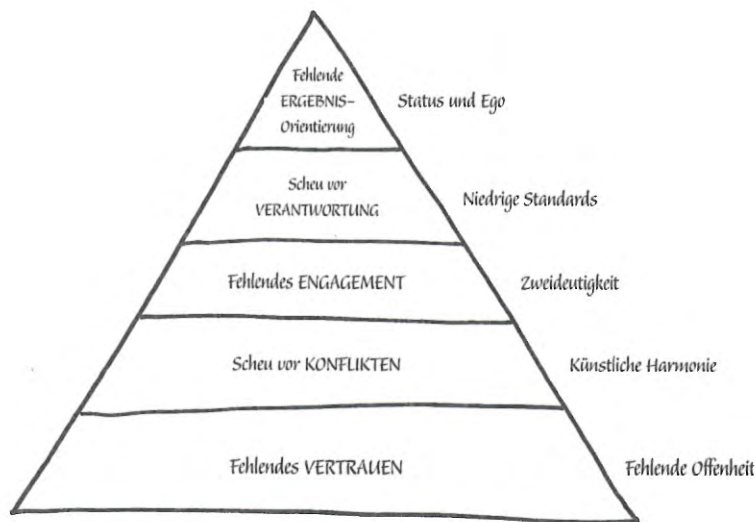 Fehlende
ERGEBNIS-
Orientierung
Status und Ego
Scheu vor
VERANTWORTUNG
Niedrige Standards
Fehlendes ENGAGEMENT
Zweideutigkeit
Scheu vor KONFLIKTEN
Künstliche Harmonie
Fehlendes VERTRAUEN
Fehlende Offenheit